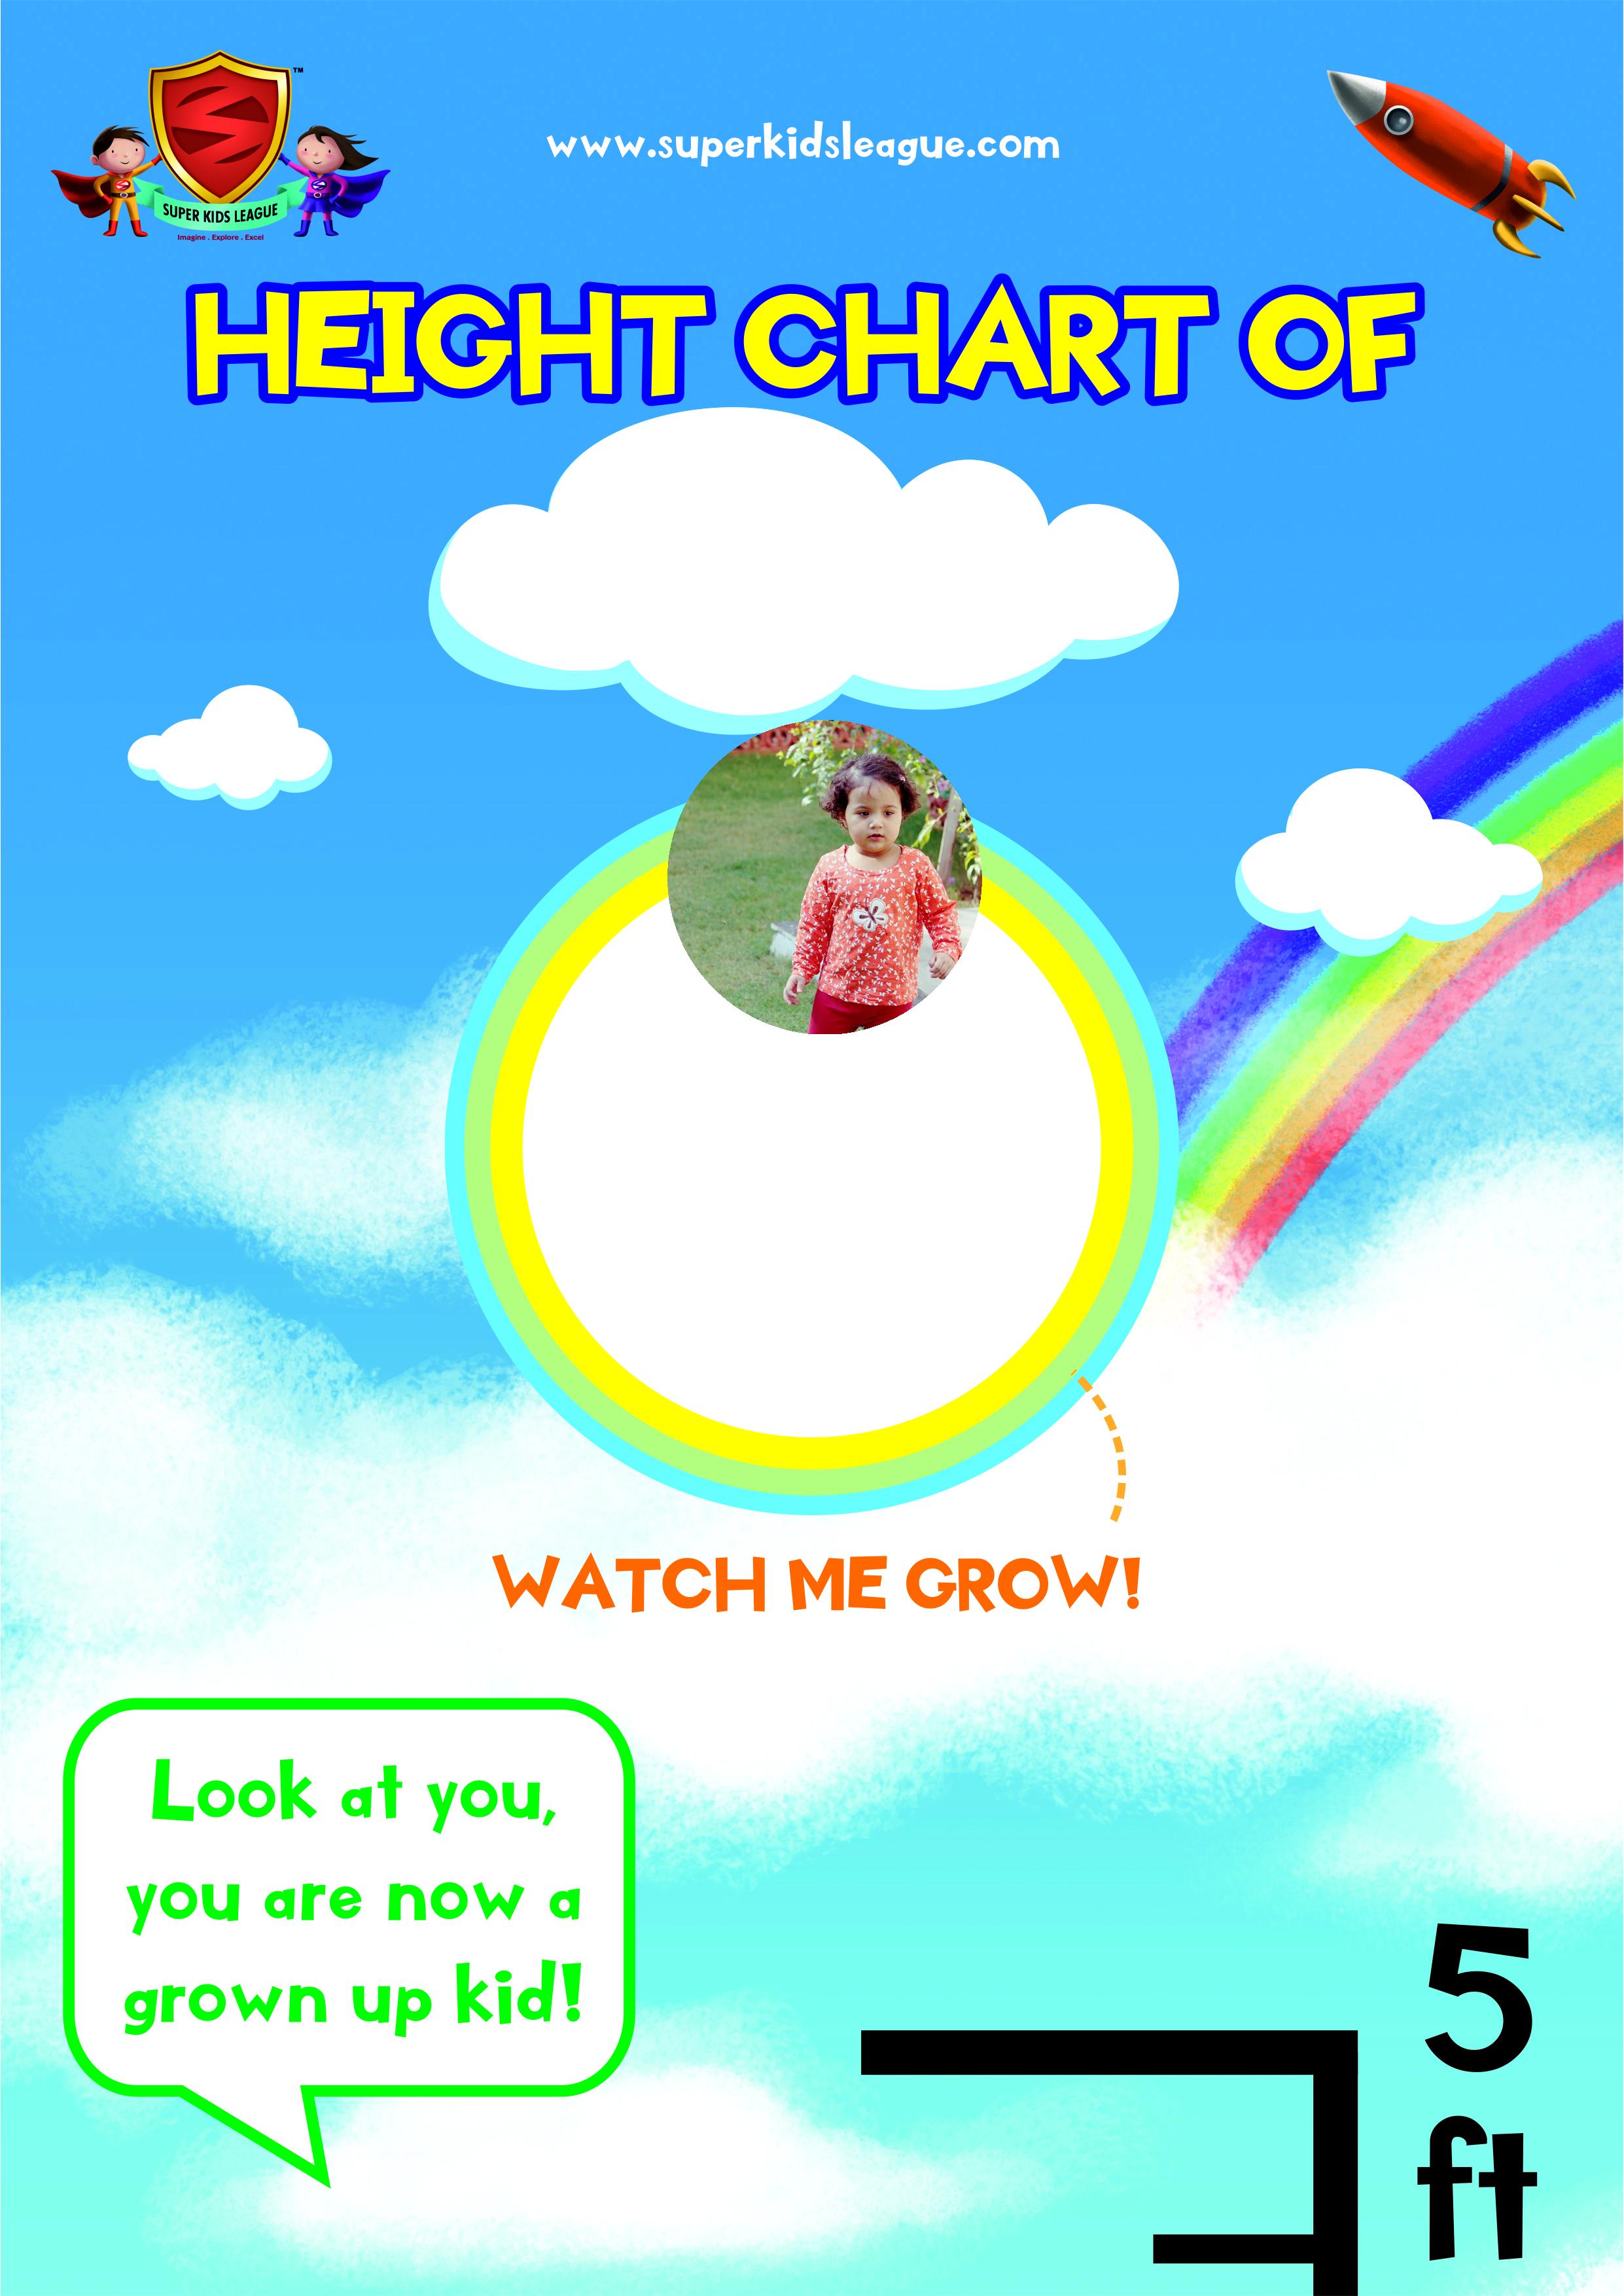 ™
www.superkidsleague.com
SUPER KIDS LEAGUE
Imagine . Explore . Excel
HEIGHT CHART OF
WATCH ME GROW!
Look at you,
you are now a
grown up kid!
5
ft